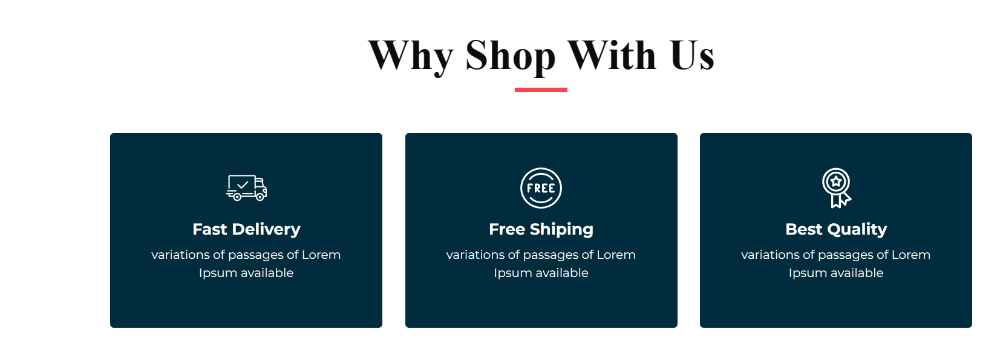 Why Shop With Us
FREE
Fast Delivery
variations of passages of Lorem
Ipsum available
Free Shiping
variations of passages of Lorem
Ipsum available
Best Quality
variations of passages of Lorem
Ipsum available